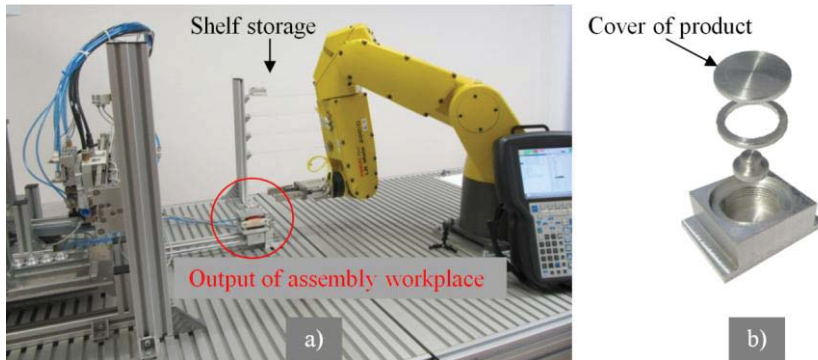 Shelf storage
Output of assembly workplace
a)
Cover of product
b)